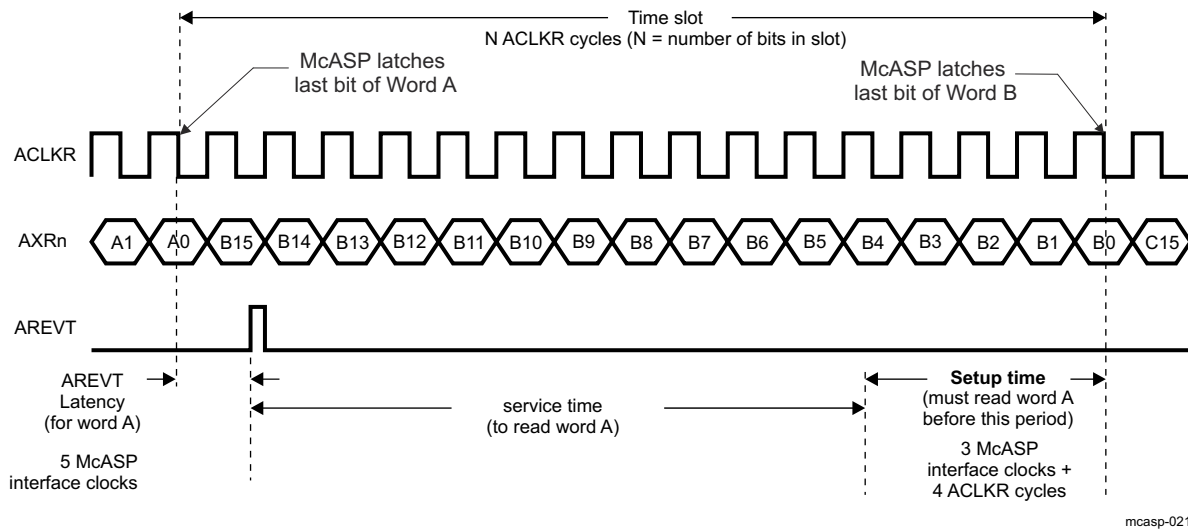 Time slot
N ACLKR cycles (N = number of bits in slot)
McASP latches
last bit of Word A
McASP latches
last bit of Word B
ACLKR
AXRn
A1 A0 B15 B14 B13 B12 B11 B10 B9 B8 B7 B6 B5 B4 B3 B2 B1 B0 C15
AREVT
AREVT
Latency
(for word A)
5 McASP
interface clocks
service time
(to read word A)
Setup time
(must read word A
before this period)
3 McASP
interface clocks +
4 ACLKR cycles
mcasp-021